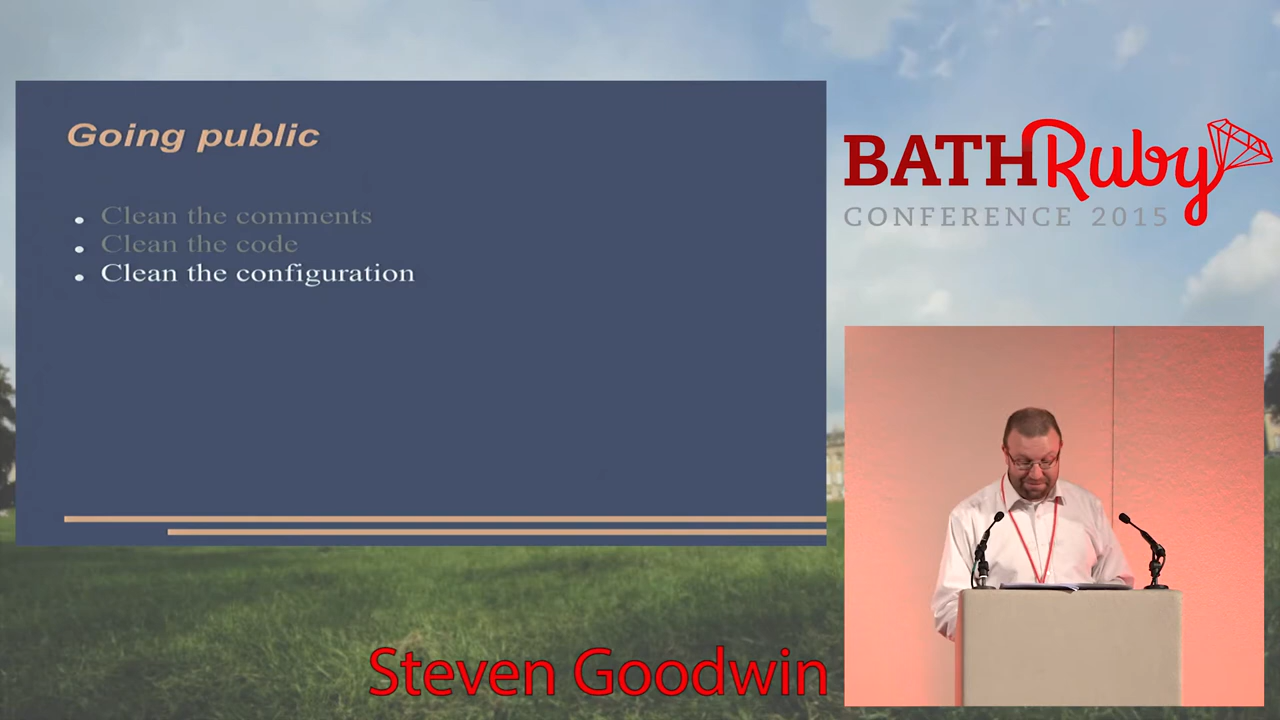 Going public
Clean the comments
Clean the code
Clean the configuration
BATHRuby
CONFERENCE 2015
Steven Goodwin